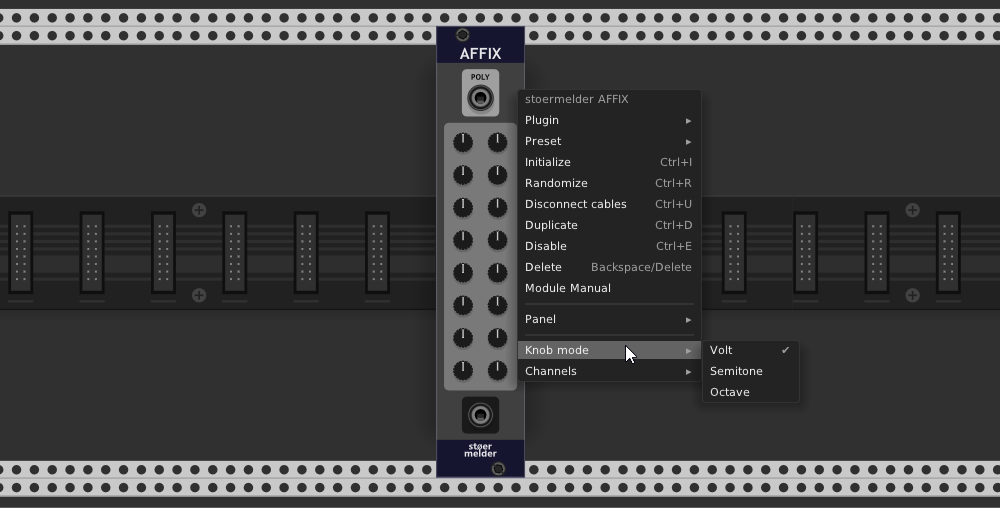 AFFIX
POLY
stoermelder AFFIX
Plugin ▸
Preset ▸
Initialize Ctrl+I
Randomize Ctrl+R
Disconnect cables Ctrl+U
Duplicate Ctrl+D
Disable Ctrl+E
Delete Backspace/Delete
Module Manual
Panel ▸
Knob mode ▸
Channels ▸
Volt ✔
Semitone
Octave
støer
melder